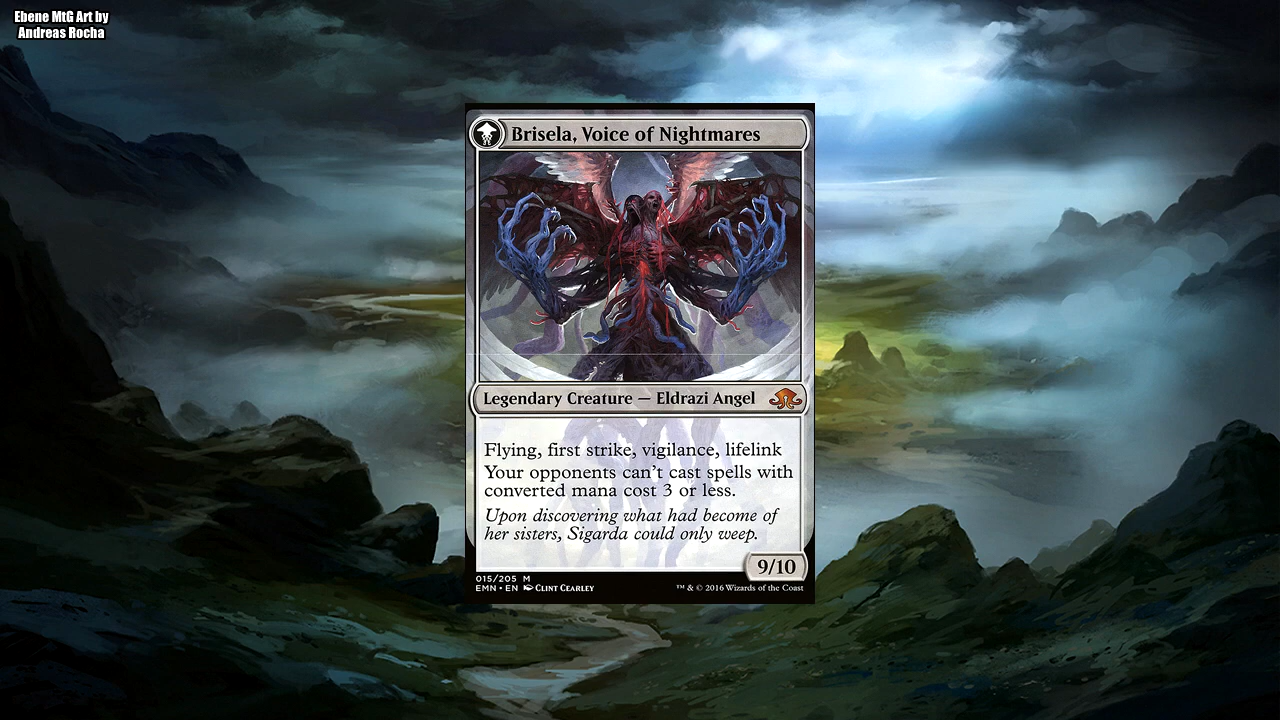 Ebene MtG Art by
Andreas Rocha
Brisela, Voice of Nightmares
Legendary Creature — Eldrazi Angel
Flying, first strike, vigilance, lifelink
Your opponents can't cast spells with
converted mana cost 3 or less.
Upon discovering what had become of
her sisters, Sigarda could only weep.
9/10
015/205 M
EMN • EN Clint Cearley
™ & © 2016 Wizards of the Coast